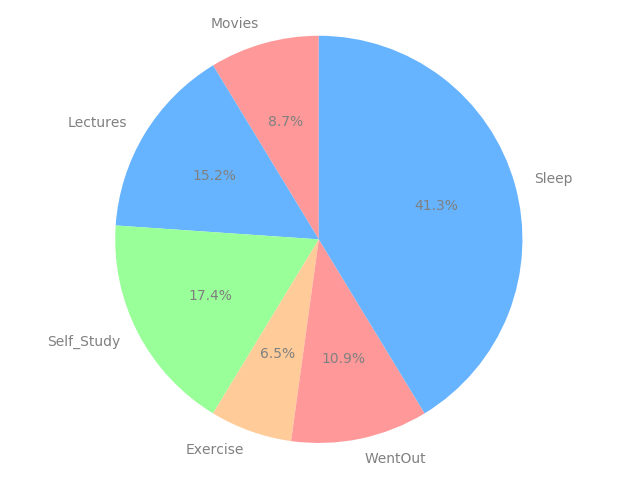 Movies
8.7%
Lectures
15.2%
Sleep
41.3%
Self_Study
17.4%
Exercise
6.5%
WentOut
10.9%